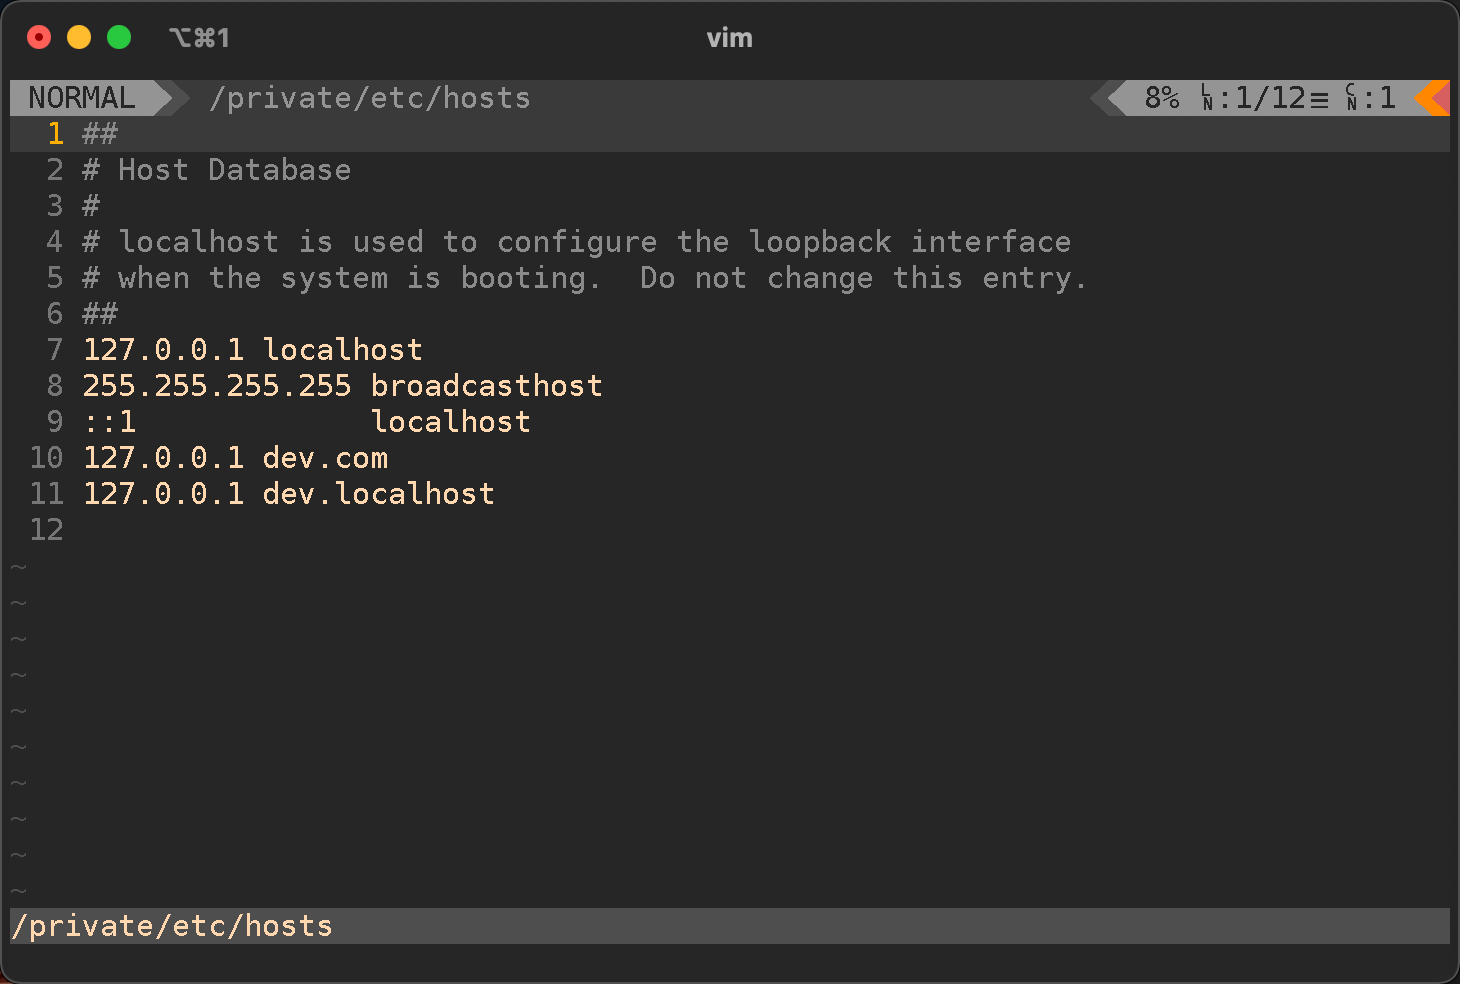 ⌥⌘1 vim
NORMAL /private/etc/hosts 8% LN:1/12≡ CN:1
1 ##
2 # Host Database
3 #
4 # localhost is used to configure the loopback interface
5 # when the system is booting.  Do not change this entry.
6 ##
7 127.0.0.1 localhost
8 255.255.255.255 broadcasthost
9 ::1             localhost
10 127.0.0.1 dev.com
11 127.0.0.1 dev.localhost
12
~
~
~
~
~
~
~
~
~
~
/private/etc/hosts